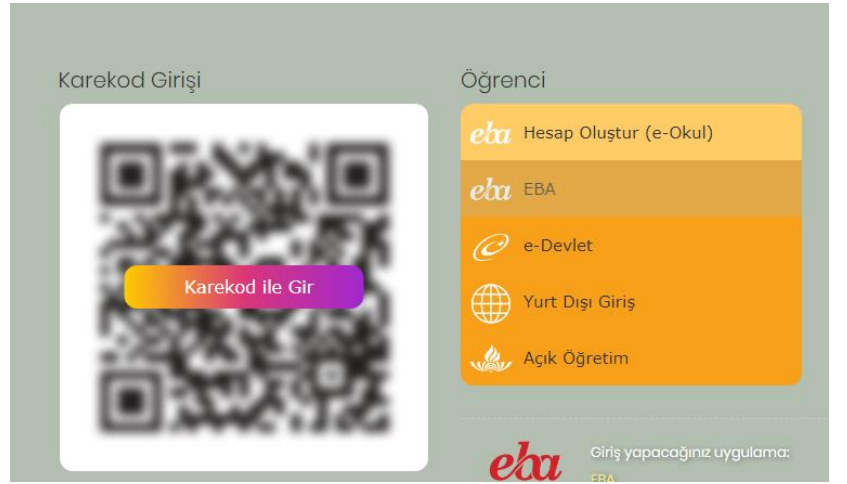 Karekod Girişi
Karekod ile Gir
Öğrenci
eba Hesap Oluştur (e-Okul)
eba EBA
e-Devlet
Yurt Dışı Giriş
Açık Öğretim
eba
Giriş yapacağınız uygulama:
EBA